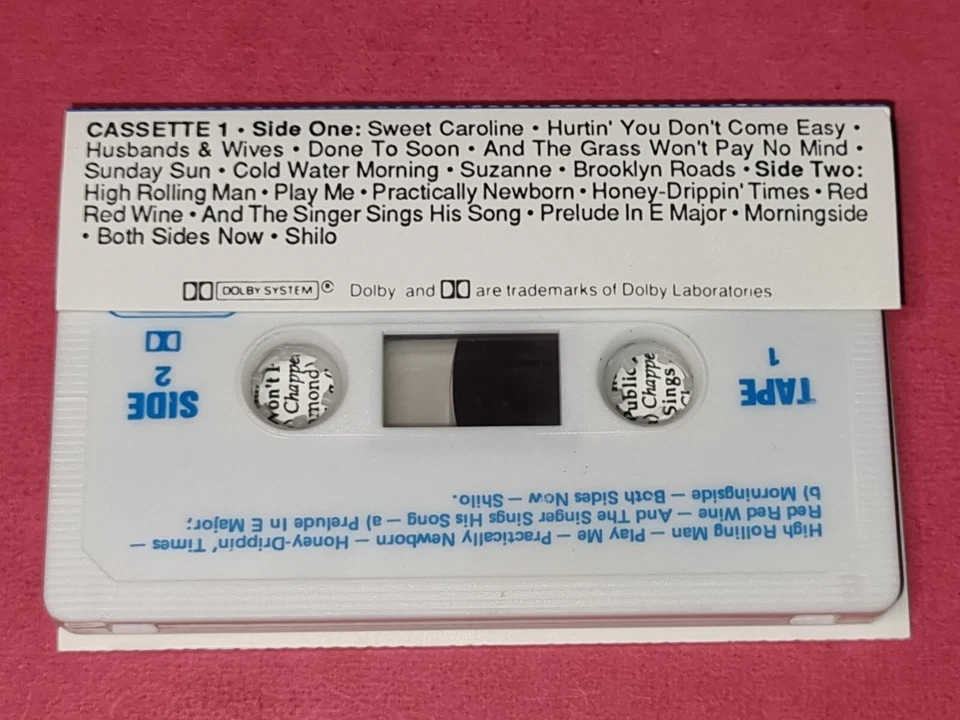 CASSETTE 1 • Side One: Sweet Caroline • Hurtin' You Don't Come Easy •
Husbands & Wives • Done To Soon • And The Grass Won't Pay No Mind •
Sunday Sun • Cold Water Morning • Suzanne • Brooklyn Roads • Side Two:
High Rolling Man • Play Me • Practically Newborn • Honey-Drippin' Times • Red
Red Wine • And The Singer Sings His Song • Prelude In E Major • Morningside
• Both Sides Now • Shilo
DOLBY SYSTEM® Dolby and are trademarks of Dolby Laboratories
SIDE
2
TAPE
1
Chappe
mond)
Public
Chappe
Sings
High Rolling Man — Play Me — Practically Newborn — Honey-Drippin' Times —
Red Red Wine — And The Singer Sings His Song — a) Prelude In E Major;
b) Morningside — Both Sides Now — Shilo.